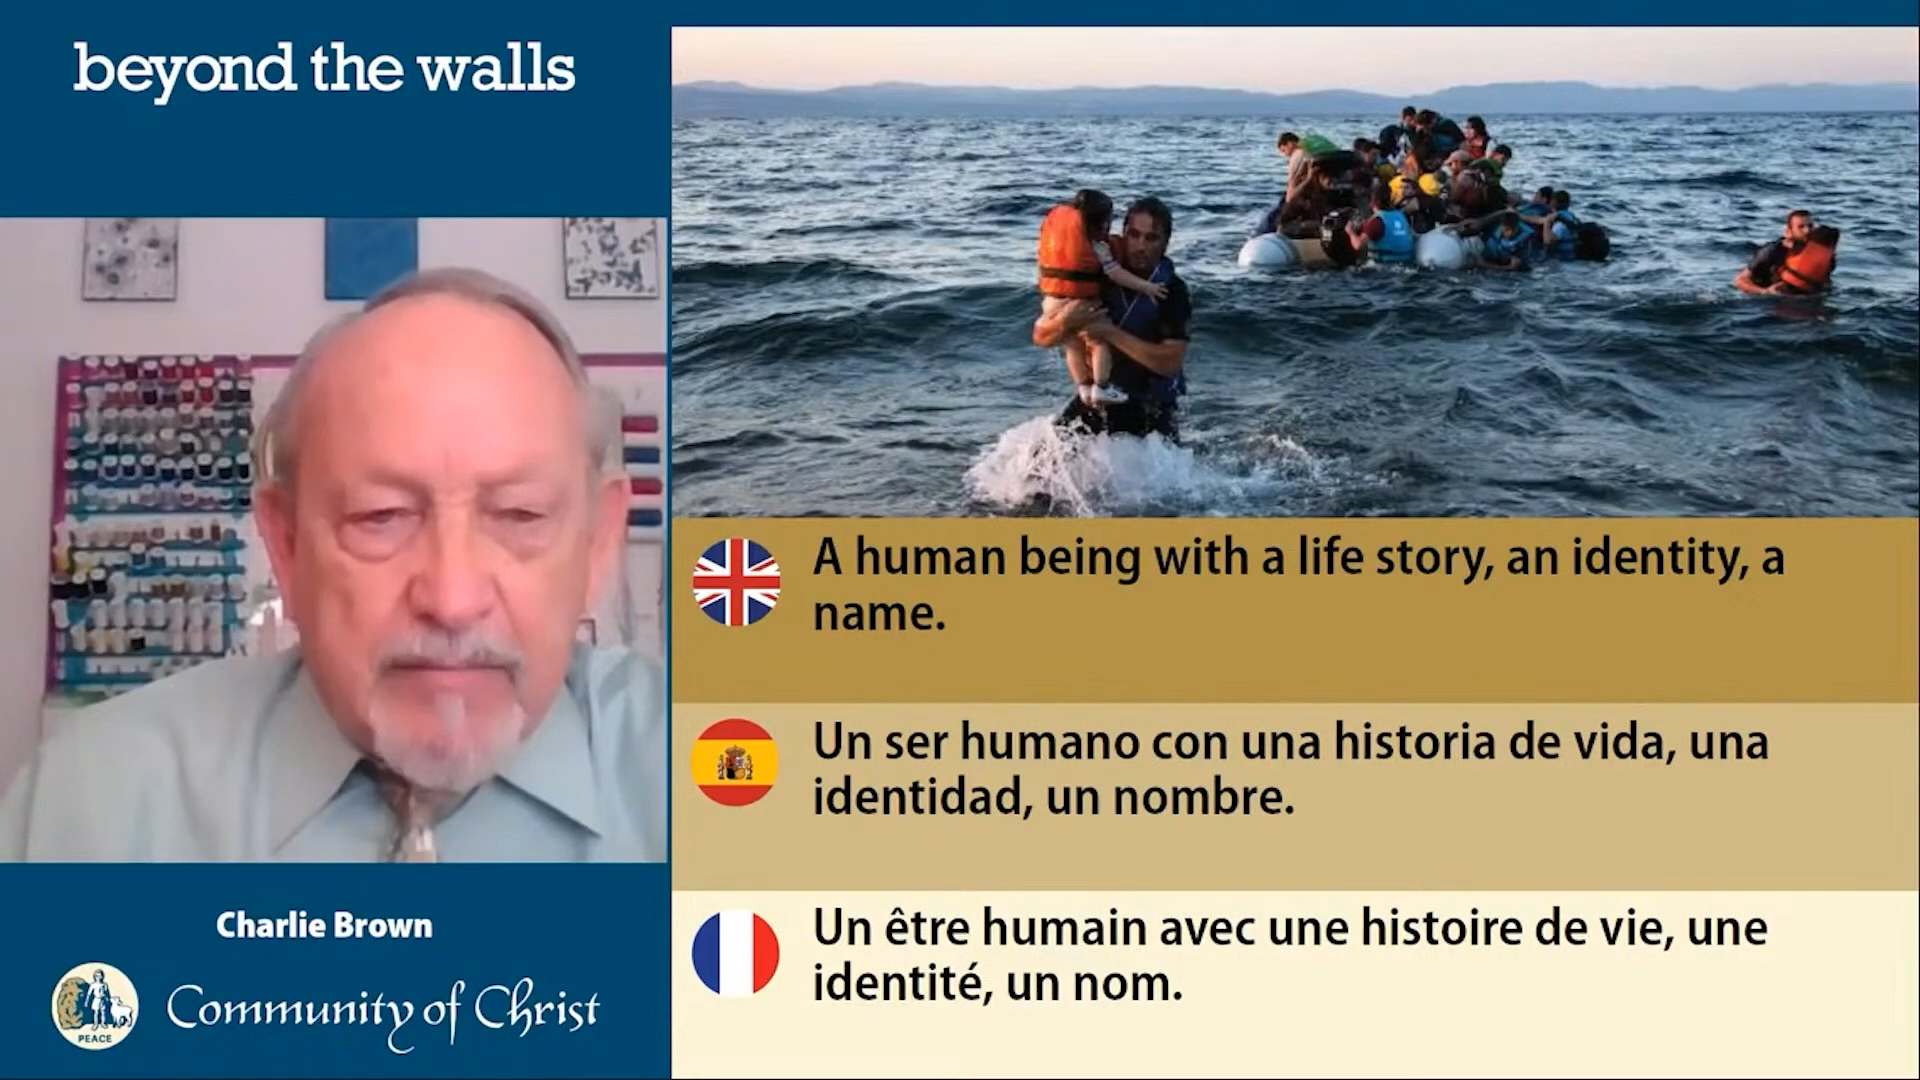 beyond the walls
A human being with a life story, an identity, a
name.
Un ser humano con una historia de vida, una
identidad, un nombre.
Un être humain avec une histoire de vie, une
identité, un nom.
Charlie Brown
PEACE
Community of Christ